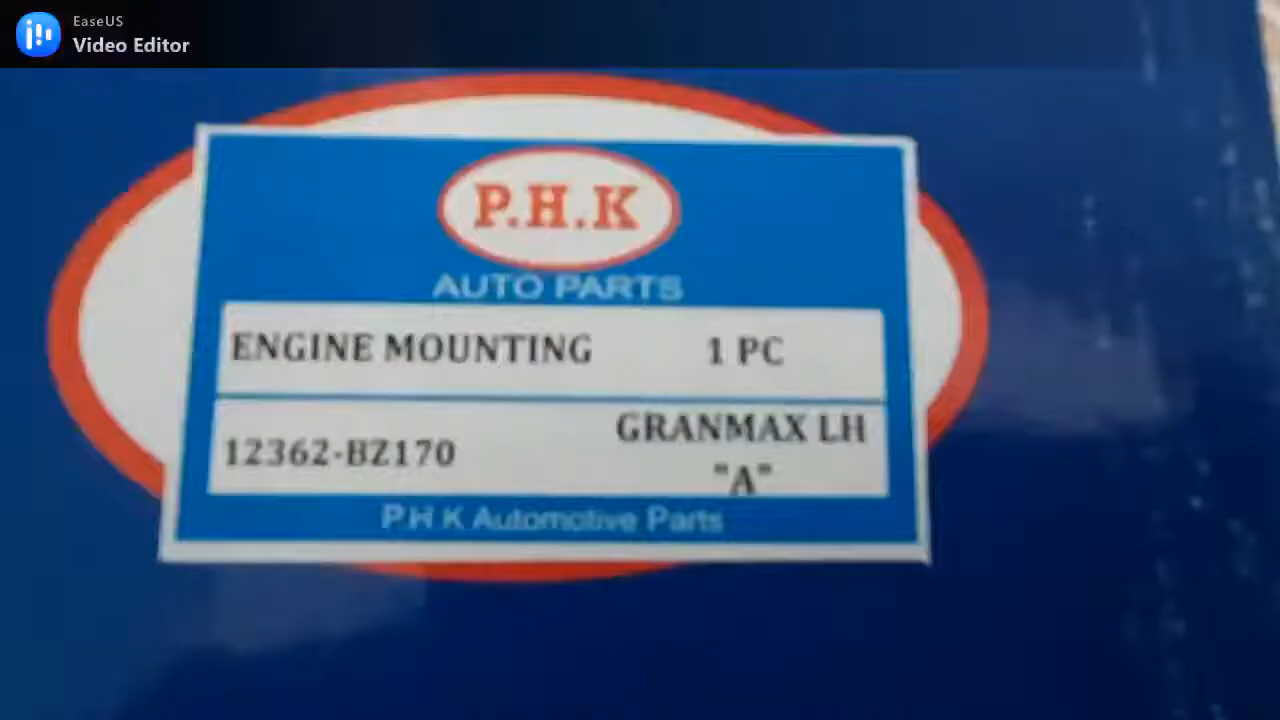 EaseUS
Video Editor
P.H.K
AUTO PARTS
ENGINE MOUNTING 1 PC
12362-BZ170 GRANMAX LH
"A"
P H K Automotive Parts